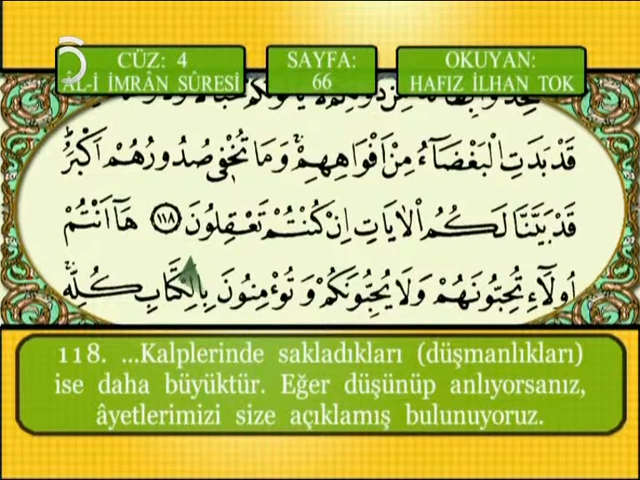 CÜZ: 4
ÂL-İ İMRÂN SÛRESİ
SAYFA:
66
OKUYAN:
HAFIZ İLHAN TOK
قَدْ بَدَتِ الْبَغْضَٓاءُ مِنْ اَفْوَاهِهِمْۚ وَمَا تُخْف۪ي صُدُورُهُمْ اَكْبَرُۜ
قَدْ بَيَّنَّا لَكُمُ الْاٰيَاتِ اِنْ كُنْتُمْ تَعْقِلُونَ ﴿١١٨﴾ هَٓا اَنْتُمْ
اُو۬لَٓاءِ تُحِبُّونَهُمْ وَلَا يُحِبُّونَكُمْ وَتُؤْمِنُونَ بِالْكِتَابِ كُلِّه۪ۚ
118. ...Kalplerinde sakladıkları (düşmanlıkları)
ise daha büyüktür. Eğer düşünüp anlıyorsanız,
âyetlerimizi size açıklamış bulunuyoruz.